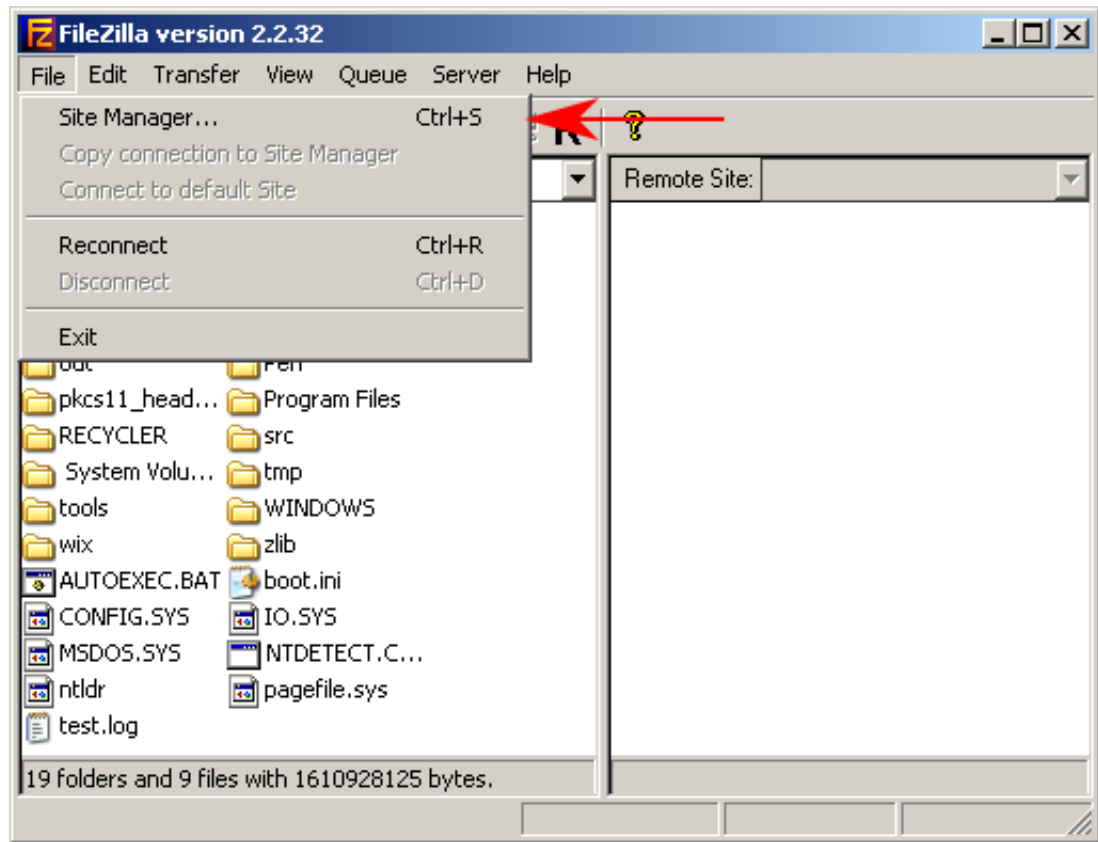 FileZilla version 2.2.32
File Edit Transfer View Queue Server Help
Site Manager... Ctrl+S
Copy connection to Site Manager
Connect to default Site
Reconnect Ctrl+R
Disconnect Ctrl+D
Exit
Remote Site:
pkcs11_head... Program Files
RECYCLER src
System Volu... tmp
tools WINDOWS
wix zlib
AUTOEXEC.BAT boot.ini
CONFIG.SYS IO.SYS
MSDOS.SYS NTDETECT.C...
ntldr pagefile.sys
test.log
19 folders and 9 files with 1610928125 bytes.